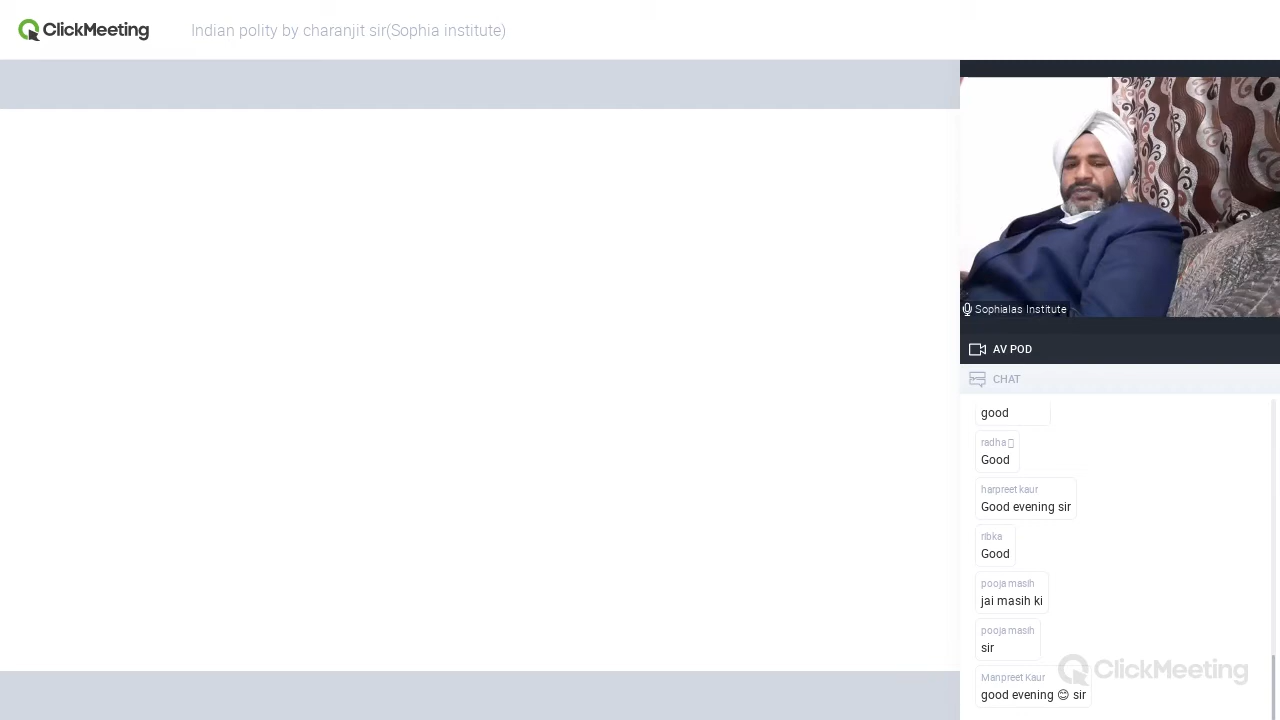 ClickMeeting
Indian polity by charanjit sir(Sophia institute)
SophiaIas Institute
AV POD
CHAT
good
radha
Good
harpreet kaur
Good evening sir
ribka
Good
pooja masih
jai masih ki
pooja masih
sir
ClickMeeting
Manpreet Kaur
good evening 😊 sir